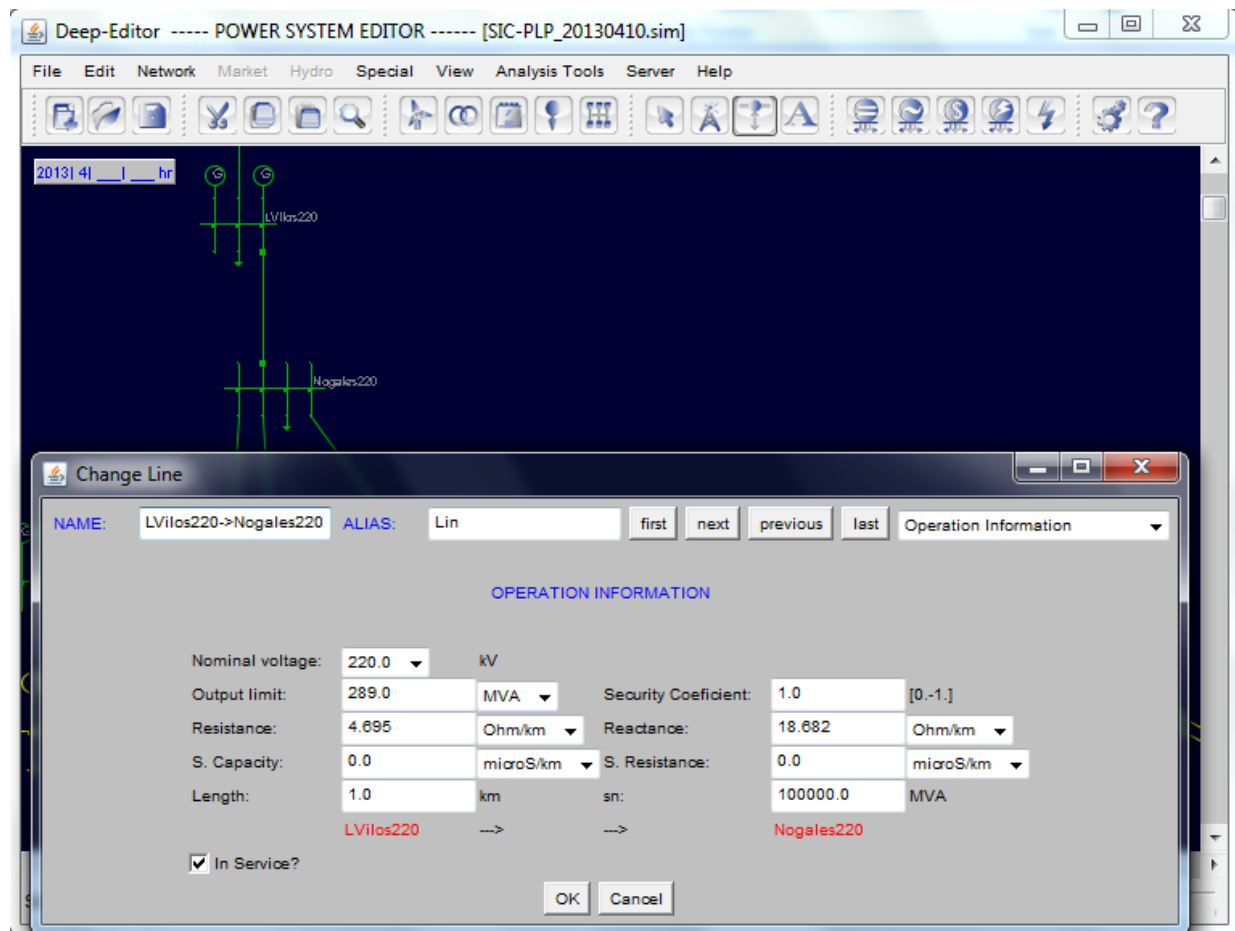 Deep-Editor ----- POWER SYSTEM EDITOR ------ [SIC-PLP_20130410.sim]
File Edit Network Market Hydro Special View Analysis Tools Server Help
A $ ?
2013| 4| ___| ___ hr
G G
LVilos220
Nogales220
Change Line
NAME: LVilos220->Nogales220 ALIAS: Lin first next previous last Operation Information
OPERATION INFORMATION
Nominal voltage: 220.0 kV
Output limit: 289.0 MVA Security Coeficient: 1.0 [0.-1.]
Resistance: 4.695 Ohm/km Reactance: 18.682 Ohm/km
S. Capacity: 0.0 microS/km S. Resistance: 0.0 microS/km
Length: 1.0 km sn: 100000.0 MVA
LVilos220 ---> ---> Nogales220
In Service?
OK Cancel